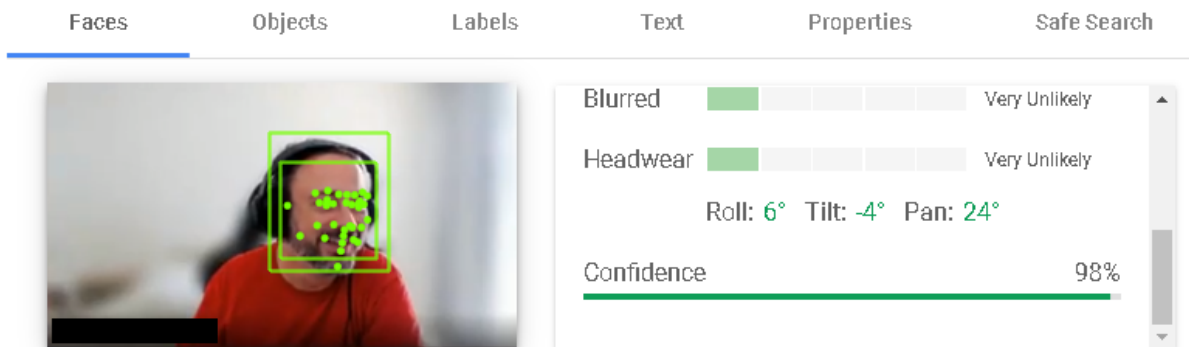 Faces Objects Labels Text Properties Safe Search
Blurred Very Unlikely
Headwear Very Unlikely
Roll: 6° Tilt: -4° Pan: 24°
Confidence 98%